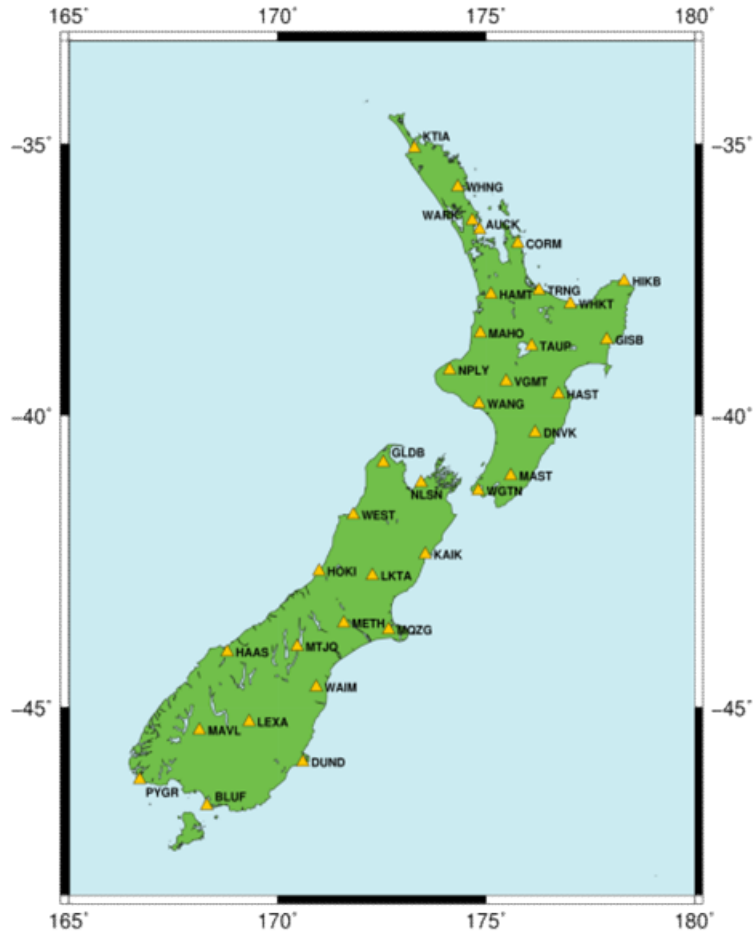 165° 170° 175° 180°
KTIA
−35° −35°
WHNG
WARK
AUCK
CORM
HIKB
TRNG
HAMT
WHKT
MAHO
GISB
TAUP
NPLY
VGMT
HAST
WANG
−40° −40°
DNVK
GLDB
MAST
WGTN
NLSN
WEST
KAIK
HOKI
LKTA
METH
MQZG
MTJO
HAAS
WAIM
−45° −45°
LEXA
MAVL
DUND
PYGR
BLUF
165° 170° 175° 180°